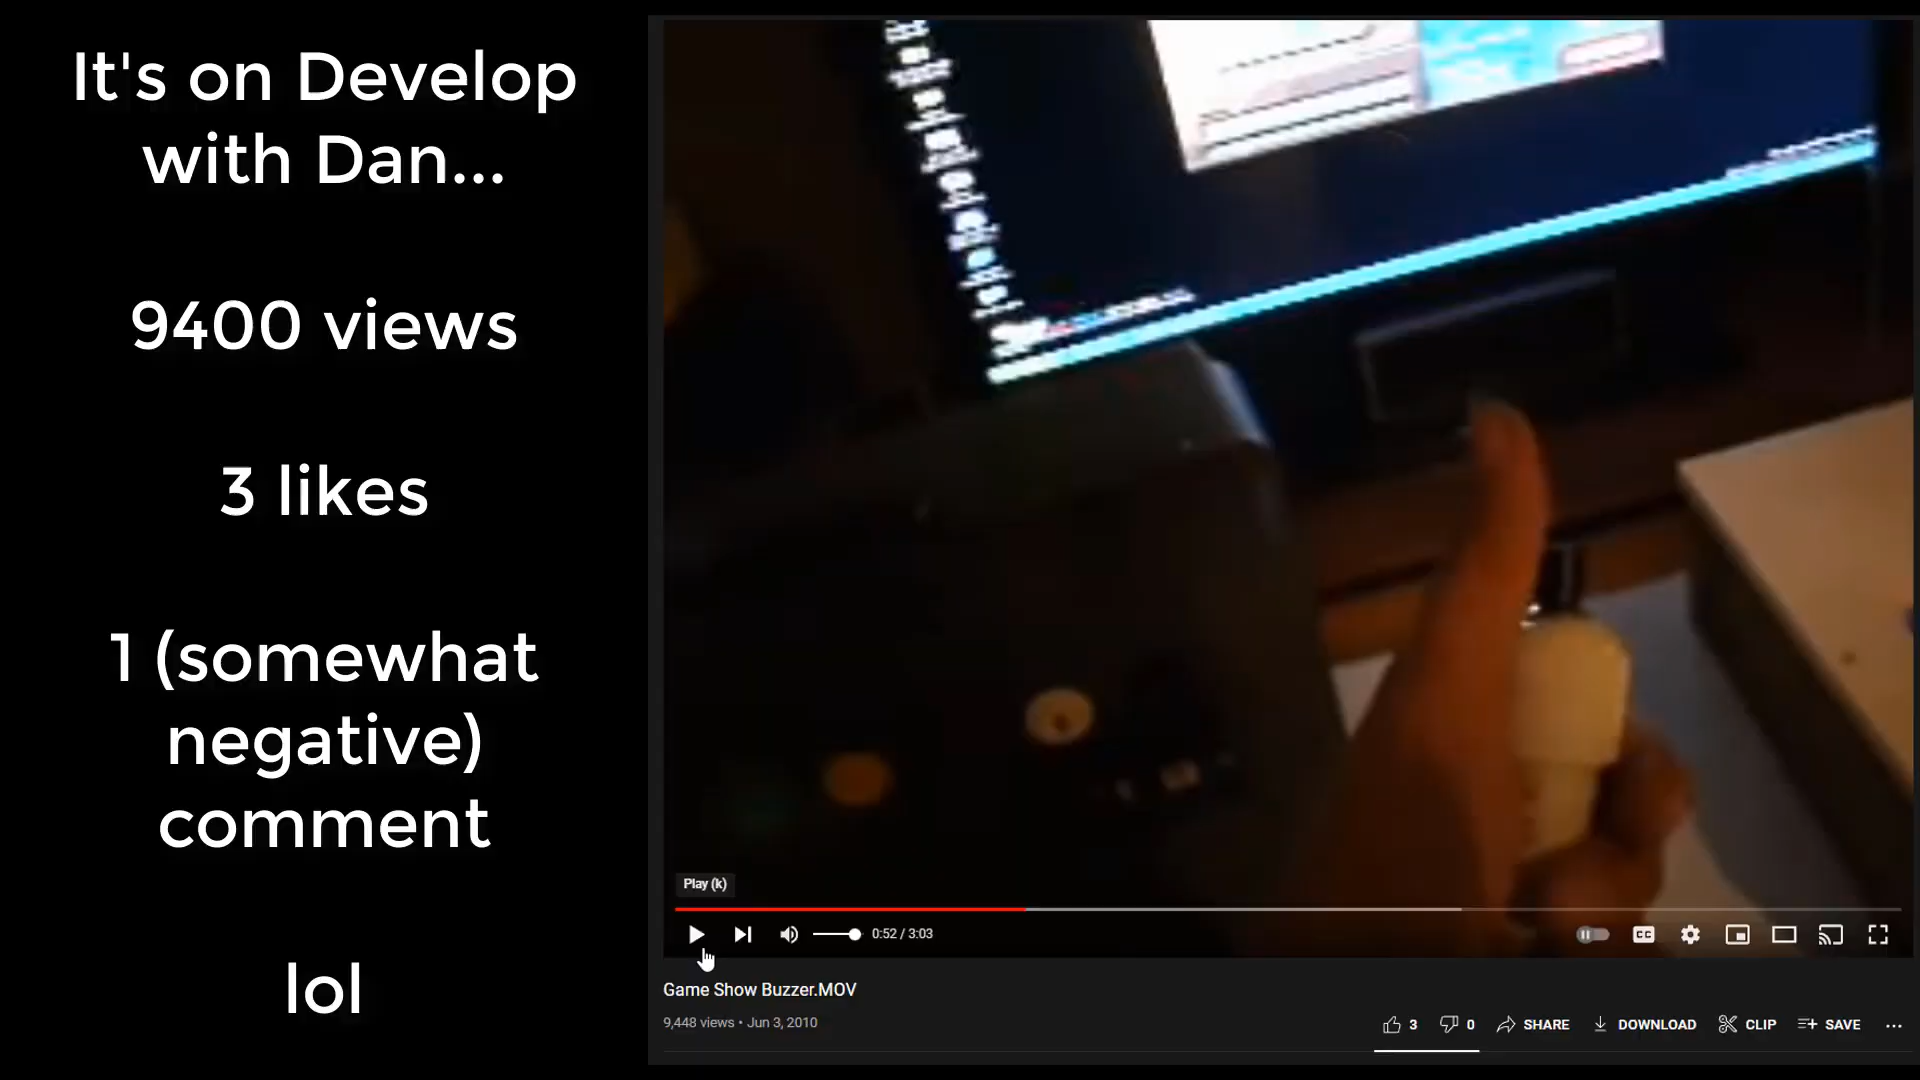 It's on Develop
with Dan...
9400 views
3 likes
1 (somewhat
negative)
comment
lol
Play (k)
0:52 / 3:03
CC
Game Show Buzzer.MOV
9,448 views • Jun 3, 2010
3 0 SHARE DOWNLOAD CLIP SAVE ...